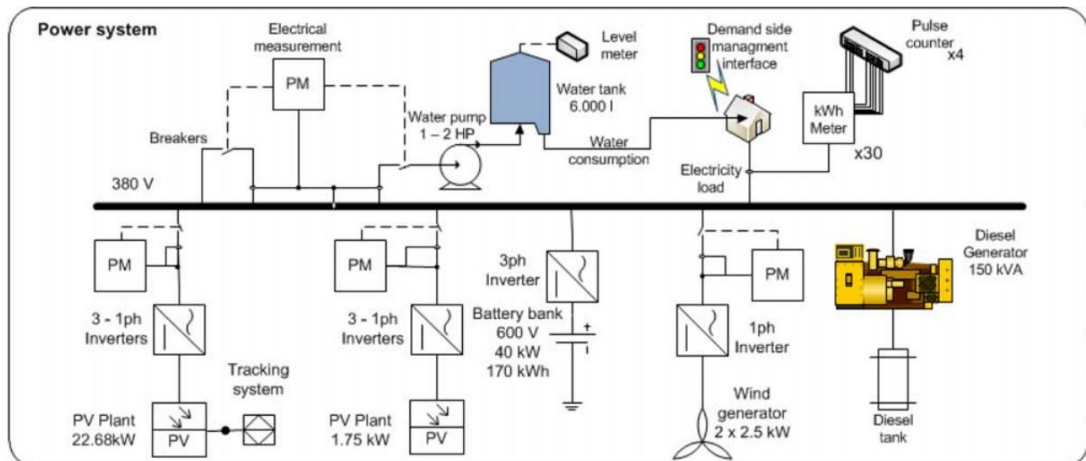 Power system
Electrical
measurement
PM
Breakers
380 V
Water pump
1 – 2 HP
Level
meter
Water tank
6.000 l
Water
consumption
Demand side
managment
interface
Electricity
load
kWh
Meter
x30
Pulse
counter
x4
PM
3 - 1ph
Inverters
Tracking
system
PV Plant
22.68kW
PV
PM
3 - 1ph
Inverters
PV Plant
1.75 kW
PV
3ph
Inverter
Battery bank
600 V
40 kW
170 kWh
+
PM
1ph
Inverter
Wind
generator
2 x 2.5 kW
Diesel
Generator
150 kVA
Diesel
tank